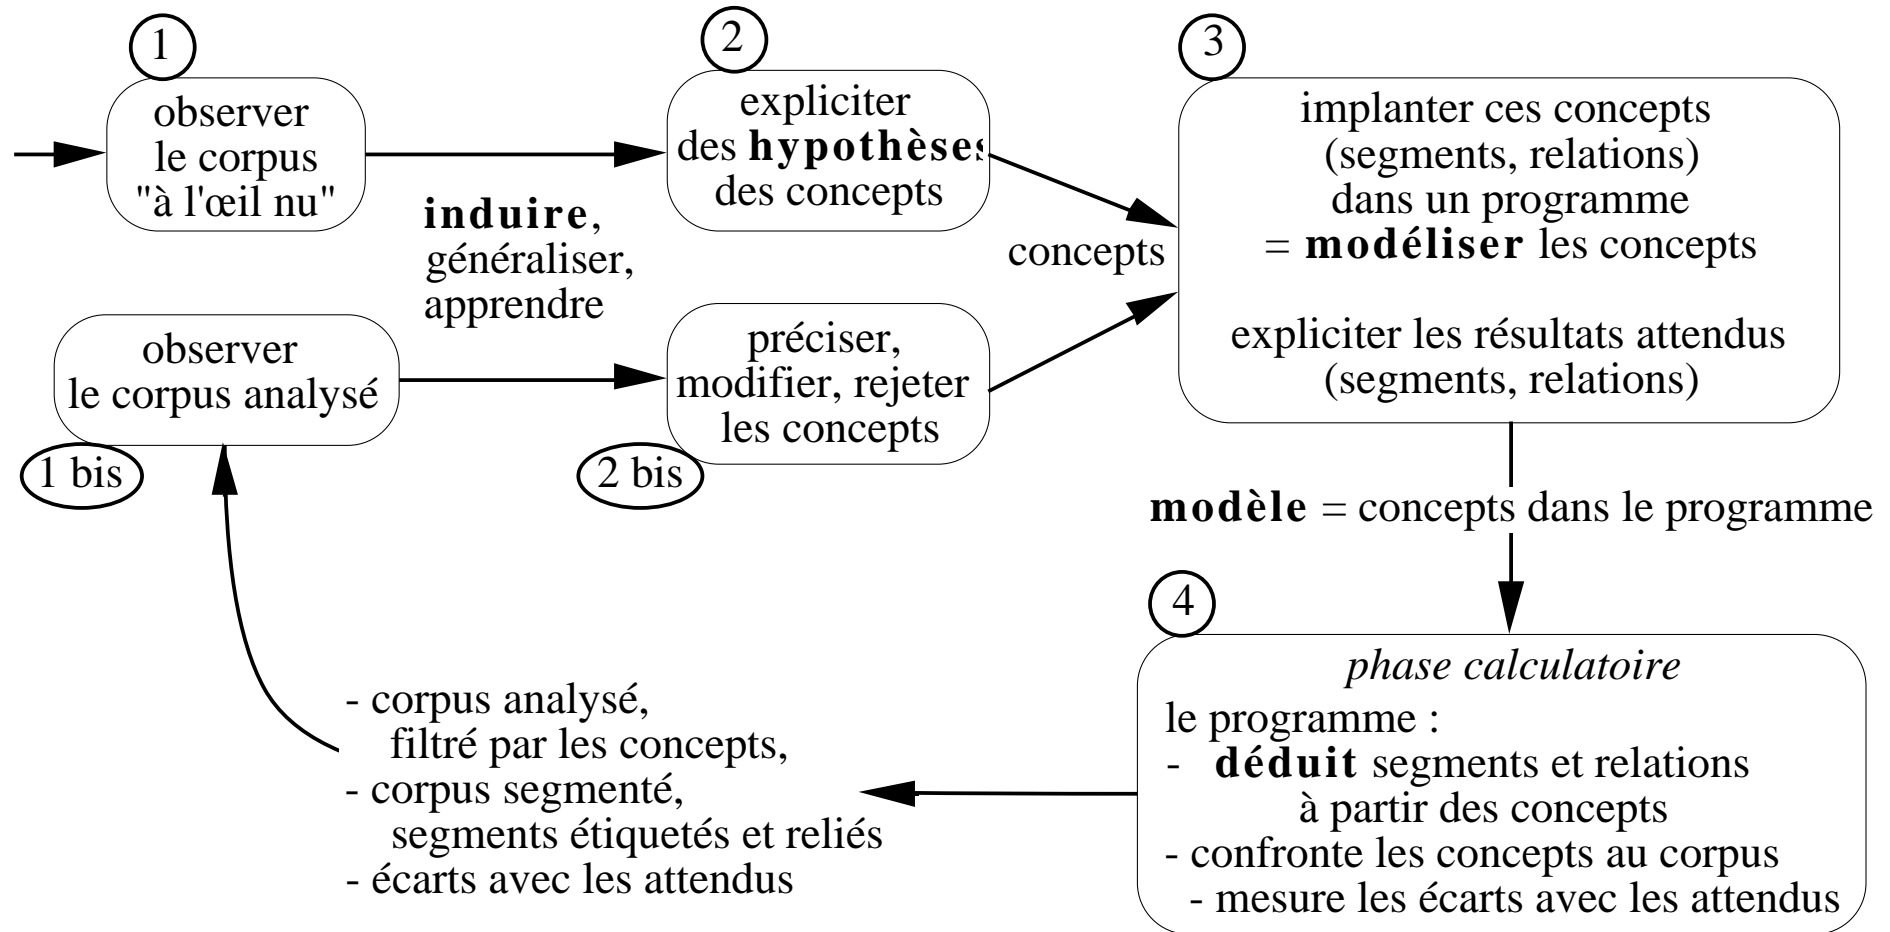 1
observer
le corpus
"à l'œil nu"
induire,
généraliser,
apprendre
2
expliciter
des hypothèses
des concepts
concepts
3
implanter ces concepts
(segments, relations)
dans un programme
= modéliser les concepts
expliciter les résultats attendus
(segments, relations)
observer
le corpus analysé
1 bis
préciser,
modifier, rejeter
les concepts
2 bis
modèle = concepts dans le programme
4
phase calculatoire
le programme :
- déduit segments et relations
à partir des concepts
- confronte les concepts au corpus
- mesure les écarts avec les attendus
- corpus analysé,
filtré par les concepts,
- corpus segmenté,
segments étiquetés et reliés
- écarts avec les attendus